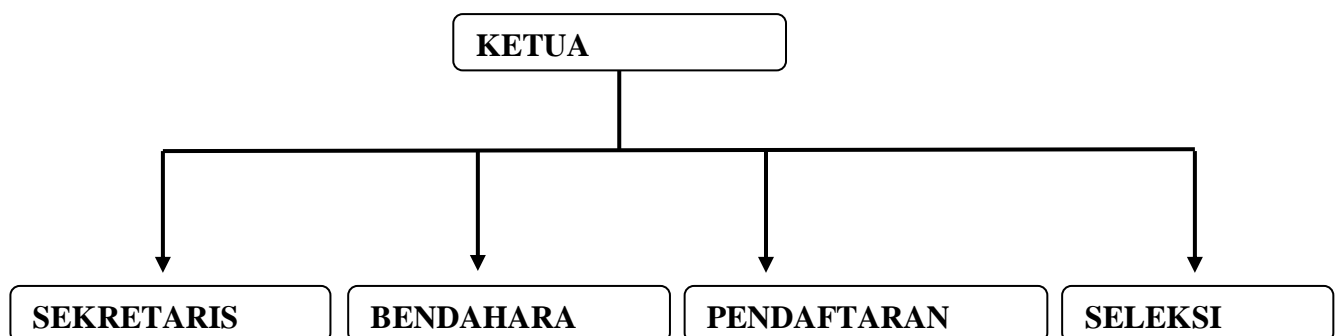 KETUA
SEKRETARIS
BENDAHARA
PENDAFTARAN
SELEKSI